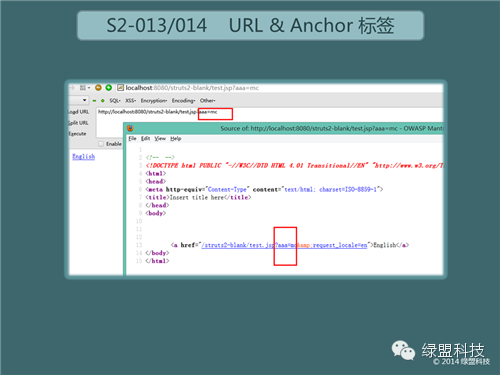 S2-013/014 URL & Anchor 标签
localhost:8080/struts2-blank/test.jsp?aaa=mc
SQL- XSS- Encryption- Encoding- Other-
oad URL http://localhost:8080/struts2-blank/test.jsp?aaa=mc
Split URL
Execute
Enable
English
Source of: http://localhost:8080/struts2-blank/test.jsp?aaa=mc - OWASP Mant
File Edit View Help
1
2 <!-- -->
3 <!DOCTYPE html PUBLIC "-//W3C//DTD HTML 4.01 Transitional//EN" "http://www.w3.org/T
4 <html>
5 <head>
6 <meta http-equiv="Content-Type" content="text/html; charset=ISO-8859-1">
7 <title>Insert title here</title>
8 </head>
9 <body>
10
11
12
13 <a href="/struts2-blank/test.jsp?aaa=mc&amp;request_locale=en">English</a>
14 </body>
15 </html>
绿盟科技
© 2014 绿盟科技